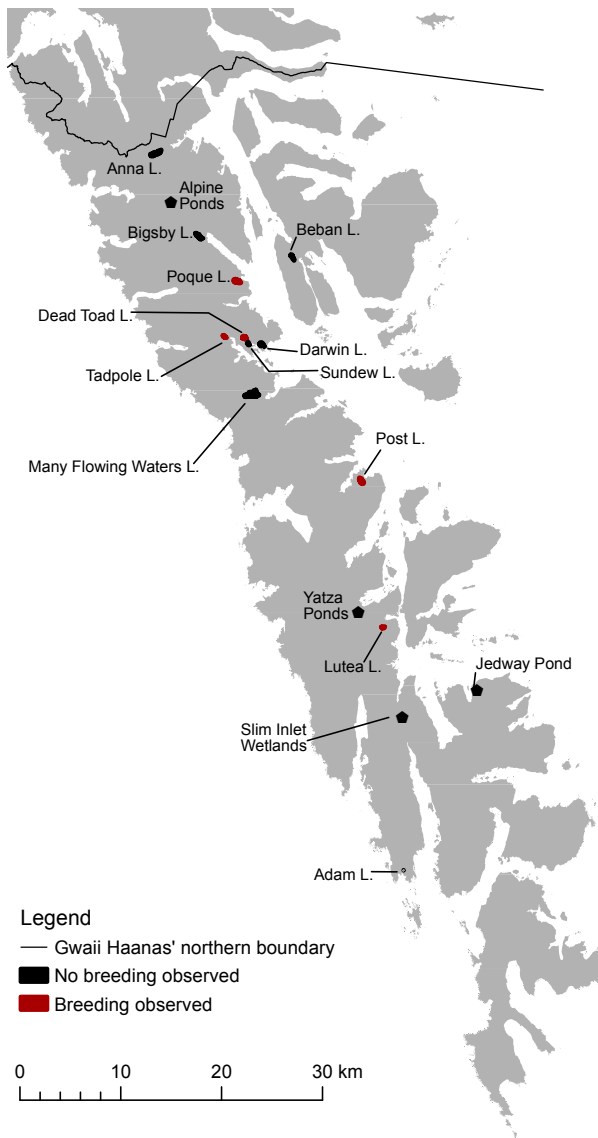 Anna L.
Alpine
Ponds
Bigsby L.
Beban L.
Poque L.
Dead Toad L.
Darwin L.
Sundew L.
Tadpole L.
Many Flowing Waters L.
Post L.
Yatza
Ponds
Lutea L.
Jedway Pond
Slim Inlet
Wetlands
Adam L.
Legend
Gwaii Haanas' northern boundary
No breeding observed
Breeding observed
0 10 20 30 km